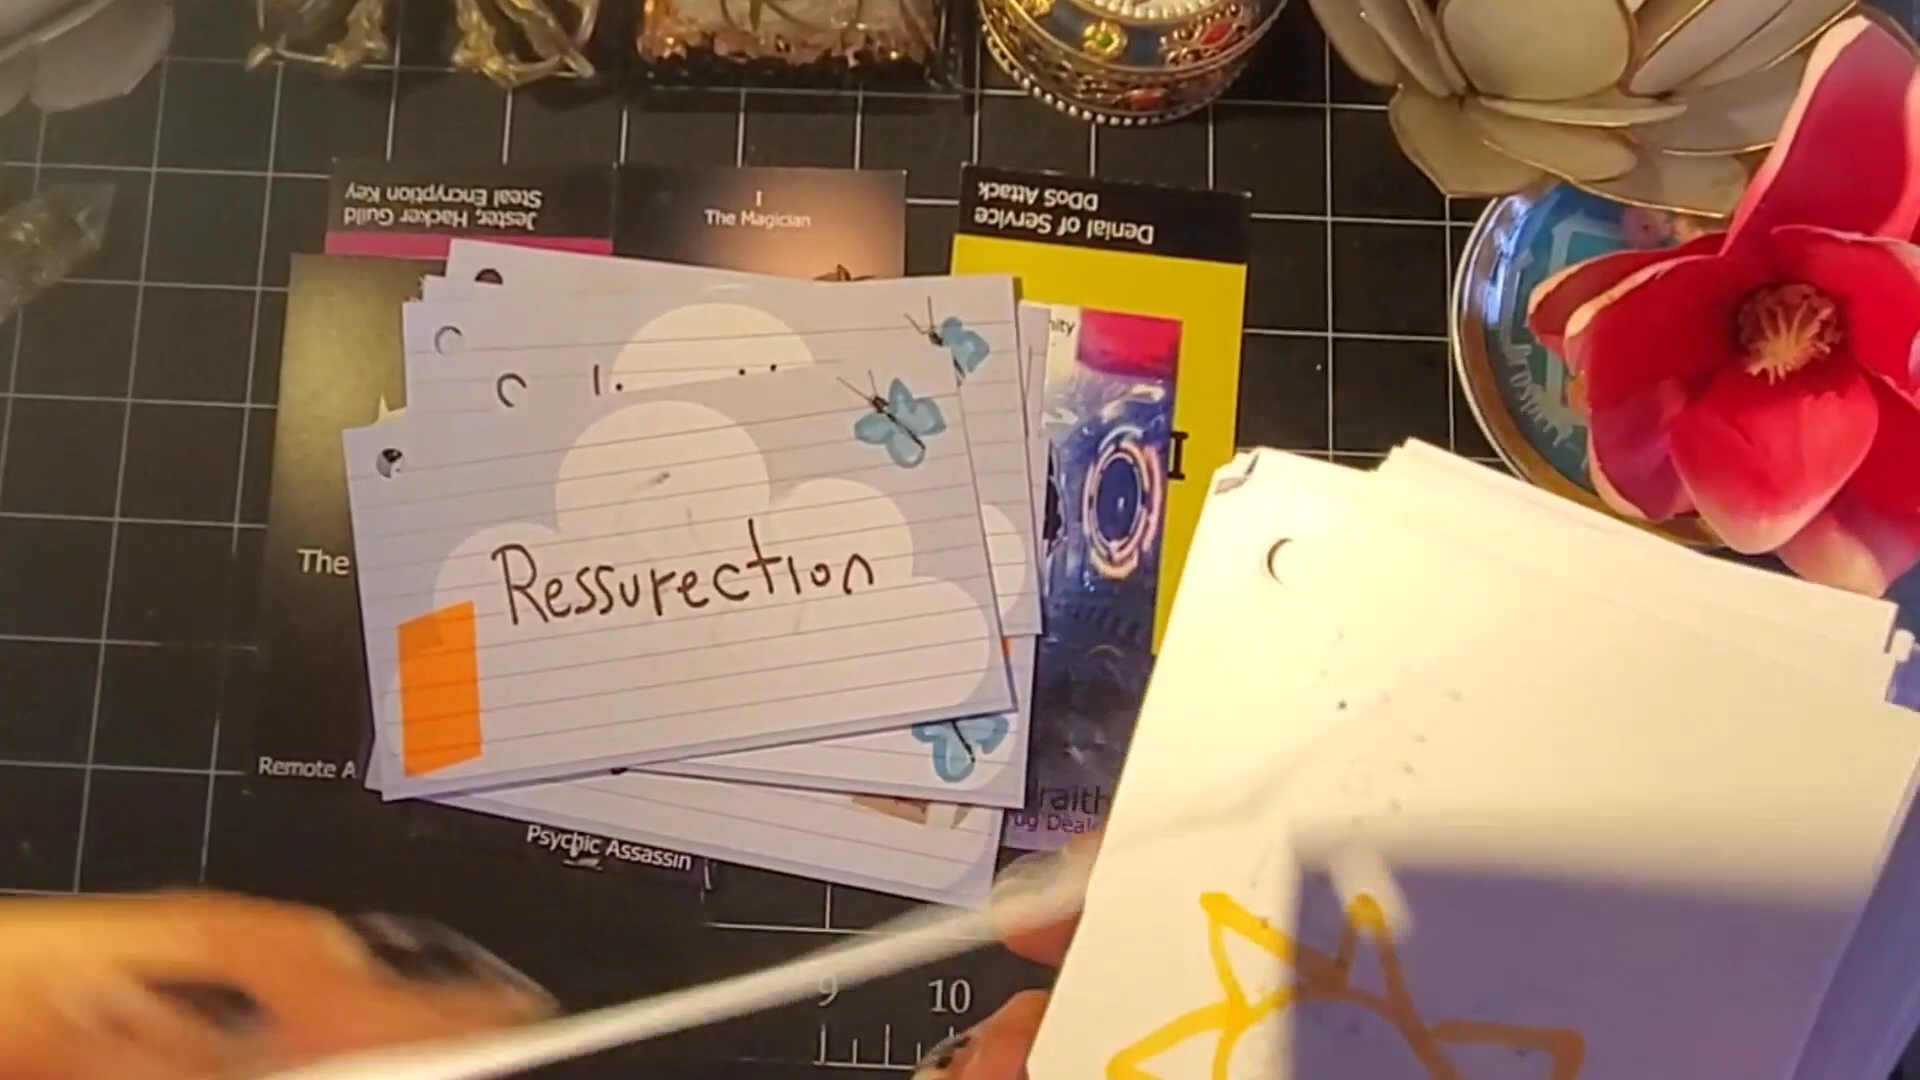 Jester, Hacker Guild
Steal Encryption Key
I
The Magician
Denial of Service
DDoS Attack
Ressurection
The
Remote A
Psychic Assassin
9
10